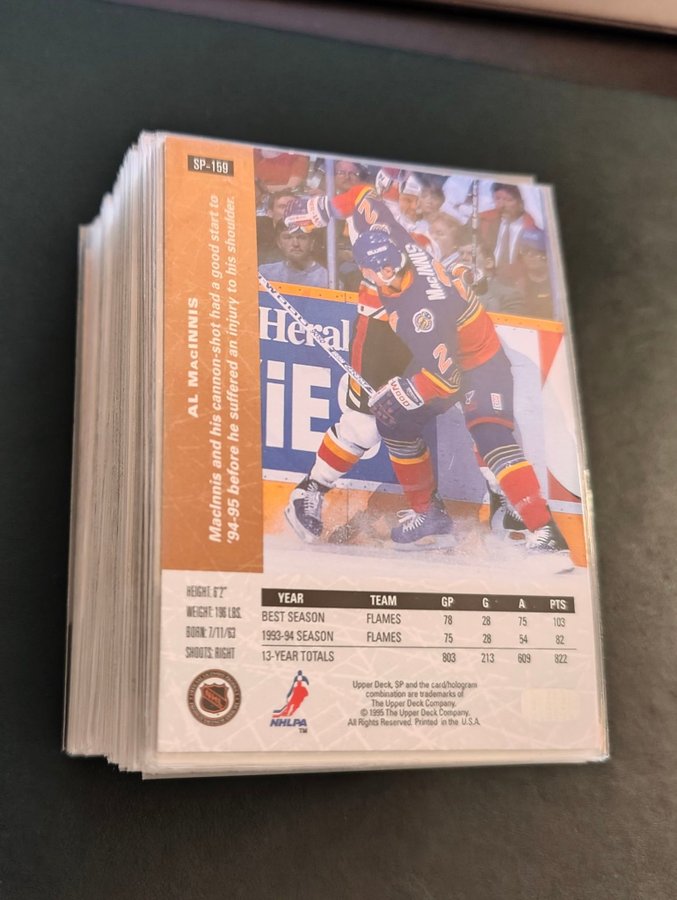 SP-159
AL MACINNIS
MacInnis and his cannon-shot had a good start to
'94-95 before he suffered an injury to his shoulder.
MACINNIS
2
2
Heral
iES
HEIGHT: 6'2"
WEIGHT: 196 LBS.
BORN: 7/11/63
SHOOTS: RIGHT
YEAR TEAM GP G A PTS
BEST SEASON FLAMES 78 28 75 103
1993-94 SEASON FLAMES 75 28 54 82
13-YEAR TOTALS 803 213 609 822
NHLPA
TM
Upper Deck, SP and the card/hologram
combination are trademarks of
The Upper Deck Company.
© 1995 The Upper Deck Company.
All Rights Reserved. Printed in the U.S.A.